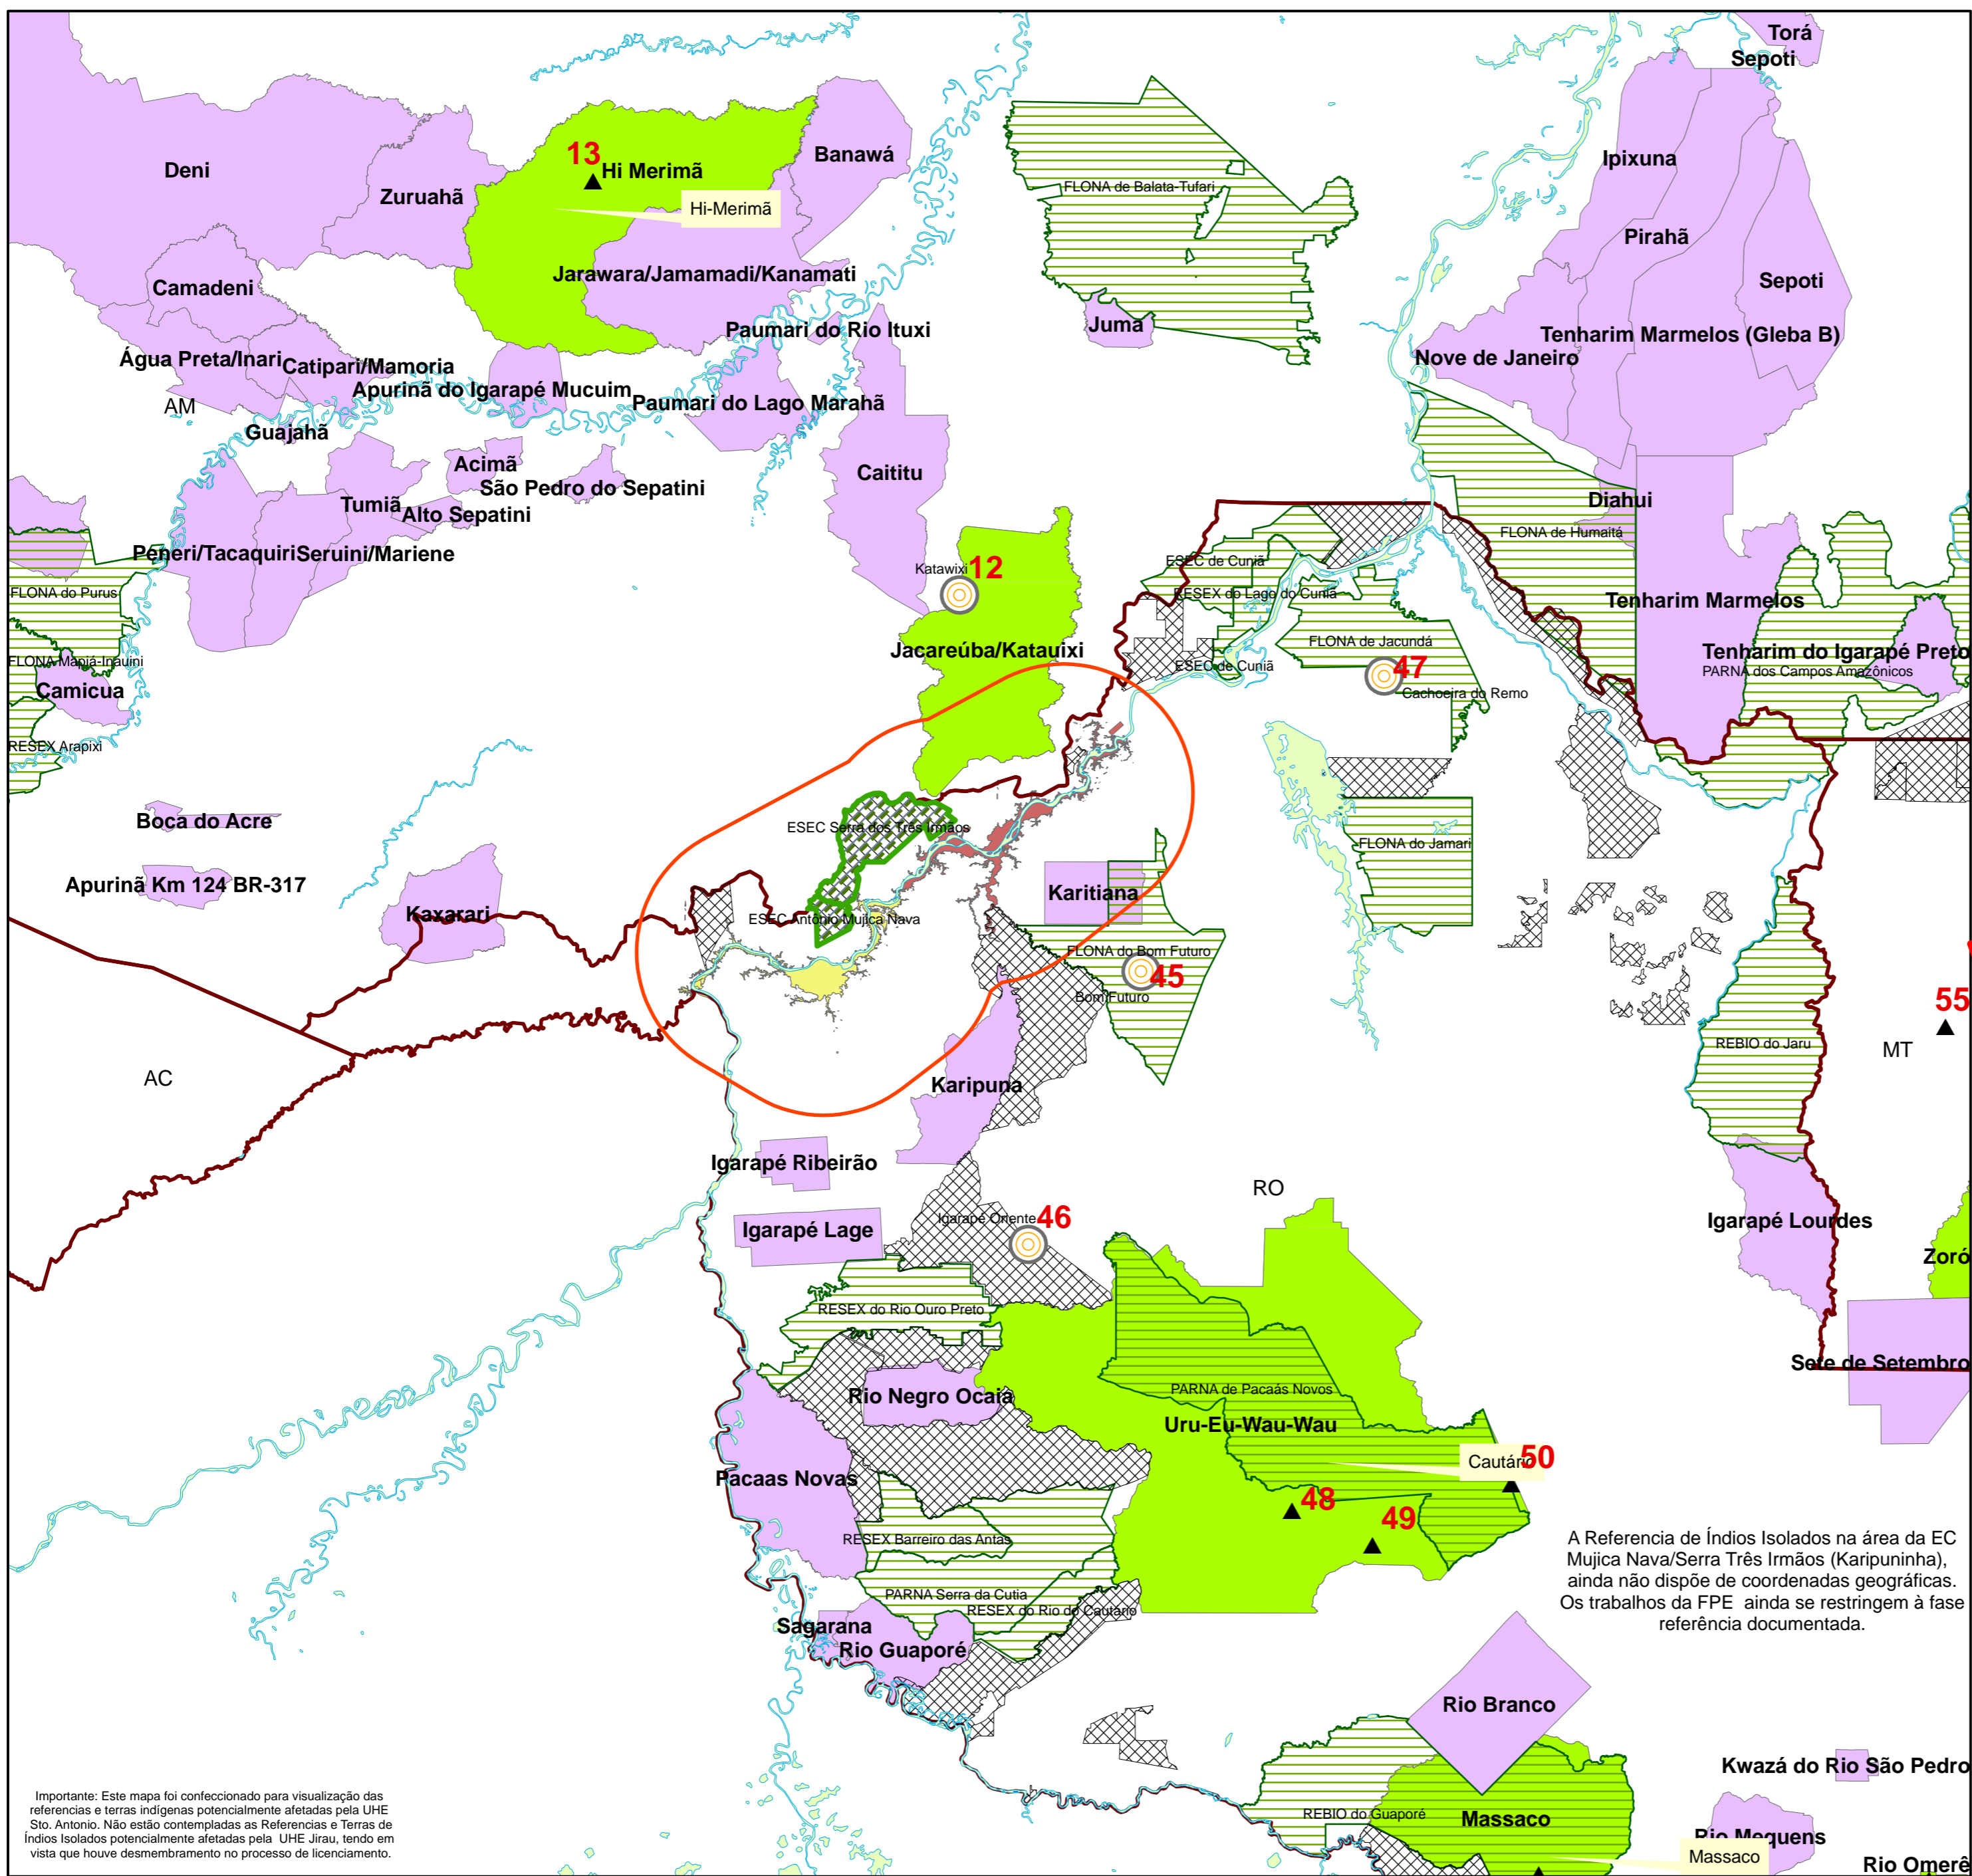 Torá
Sepoti
Deni
13
Hi Merimã
Banawá
Ipixuna
Zuruahã
Hi-Merimã
FLONA de Balata-Tufari
Pirahã
Camadeni
Jarawara/Jamamadi/Kanamati
Sepoti
Paumari do Rio Ituxi
Juma
Tenharim Marmelos (Gleba B)
Água Preta/Inari
Catipari/Mamoria
Nove de Janeiro
Apurinã do Igarapé Mucuim
Paumari do Lago Marahã
AM
Guajahã
Acimã
São Pedro do Sepatini
Caititu
Tumiã
Alto Sepatini
Diahui
FLONA de Humaitá
Peneri/Tacaquiri
Seruini/Mariene
Katawixi
12
ESEC de Cuniã
FLONA do Purus
RESEX do Lago do Cuniã
Tenharim Marmelos
FLONA Mapiá-Inauini
Jacareúba/Katauixi
FLONA de Jacundá
Tenharim do Igarapé Preto
ESEC de Cuniã
47
PARNA dos Campos Amazônicos
Camicua
Cachoeira do Remo
RESEX Arapixi
Boca do Acre
ESEC Serra dos Três Irmãos
FLONA do Jamari
Apurinã Km 124 BR-317
Karitiana
Kaxarari
ESEC Antônio Mujica Nava
FLONA do Bom Futuro
45
Bom Futuro
55
REBIO do Jaru
MT
AC
Karipuna
Igarapé Ribeirão
RO
Igarapé Lage
Igarapé Oriente
46
Igarapé Lourdes
Zoró
RESEX do Rio Ouro Preto
Sete de Setembro
Rio Negro Ocaia
PARNA de Pacaás Novos
Uru-Eu-Wau-Wau
Pacaas Novas
Cautário
50
48
49
RESEX Barreiro das Antas
A Referencia de Índios Isolados na área da EC
Mujica Nava/Serra Três Irmãos (Karipuninha),
ainda não dispõe de coordenadas geográficas.
Os trabalhos da FPE ainda se restringem à fase
referência documentada.
PARNA Serra da Cutia
RESEX do Rio do Cautário
Sagarana
Rio Guaporé
Rio Branco
Kwazá do Rio São Pedro
REBIO do Guaporé
Massaco
Rio Mequens
Massaco
Rio Omerê
Importante: Este mapa foi confeccionado para visualização das
referencias e terras indígenas potencialmente afetadas pela UHE
Sto. Antonio. Não estão contempladas as Referencias e Terras de
Índios Isolados potencialmente afetadas pela UHE Jirau, tendo em
vista que houve desmembramento no processo de licenciamento.